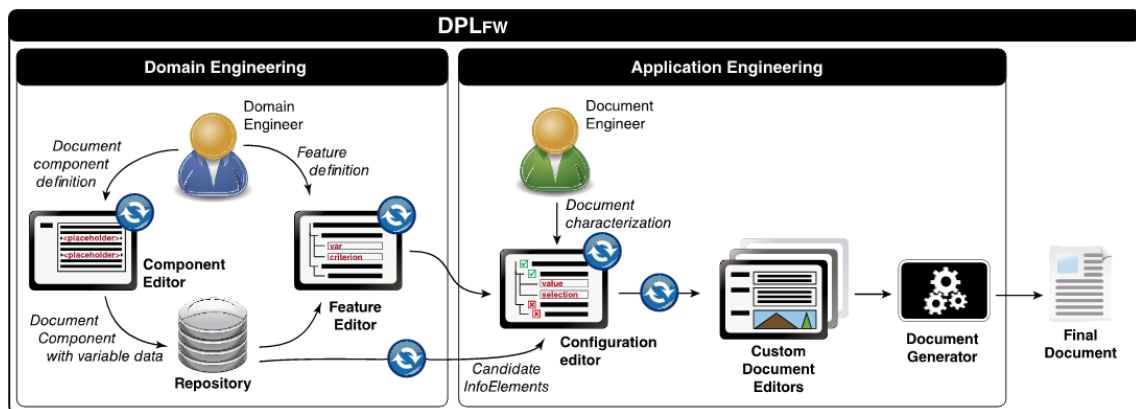 DPLFW
Domain Engineering
Application Engineering
Domain
Engineer
Document
component
definition
Feature
definition
<placeholder>
<placeholder>
Component
Editor
var
criterion
Feature
Editor
Document
Component
with variable data
Repository
Document
Engineer
Document
characterization
value
selection
Configuration
editor
Candidate
InfoElements
Custom
Document
Editors
Document
Generator
Final
Document